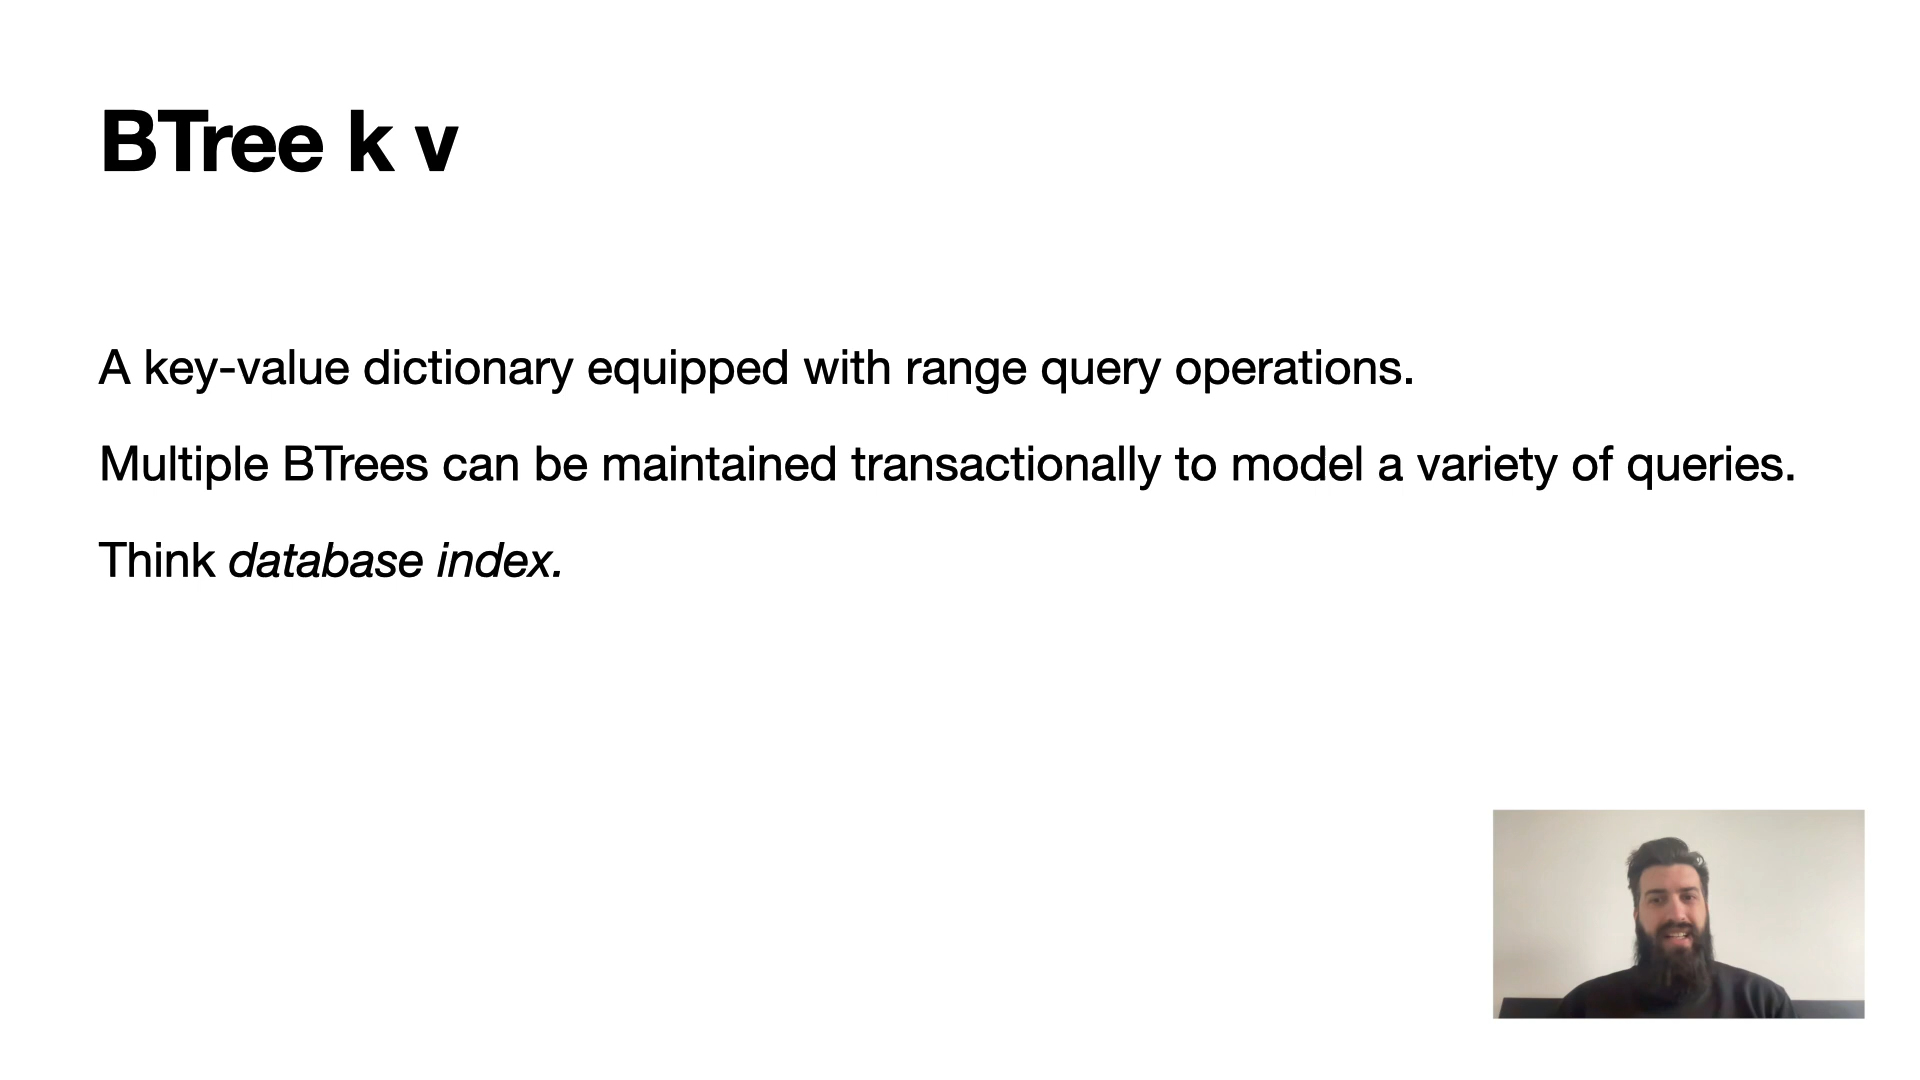 BTree k v
A key-value dictionary equipped with range query operations.
Multiple BTrees can be maintained transactionally to model a variety of queries.
Think database index.